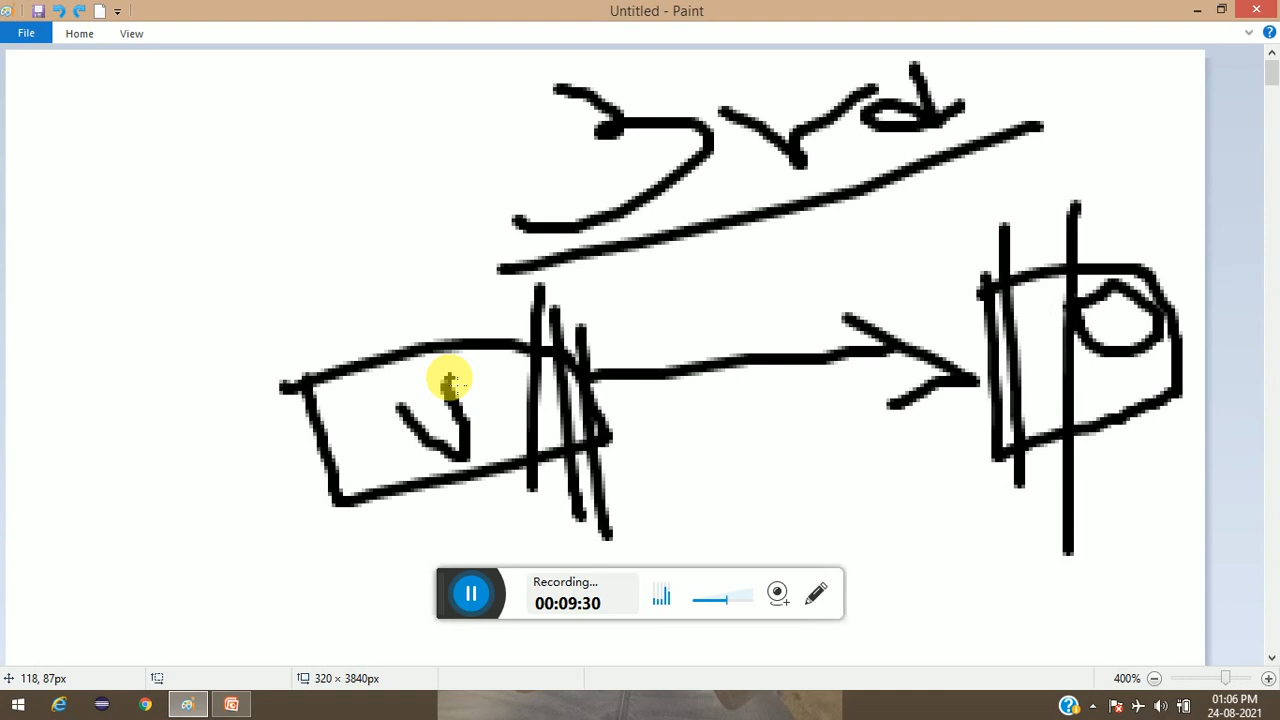 Untitled - Paint
File Home View
3rd
Recording...
00:09:30
118, 87px
320 × 3840px
400%
01:06 PM
24-08-2021